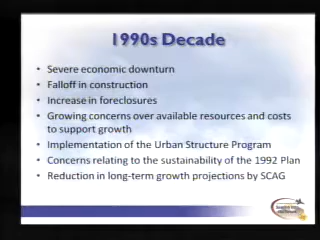 1990s Decade
• Severe economic downturn
• Falloff in construction
• Increase in foreclosures
• Growing concerns over available resources and costs
to support growth
• Implementation of the Urban Structure Program
• Concerns relating to the sustainability of the 1992 Plan
• Reduction in long-term growth projections by SCAG